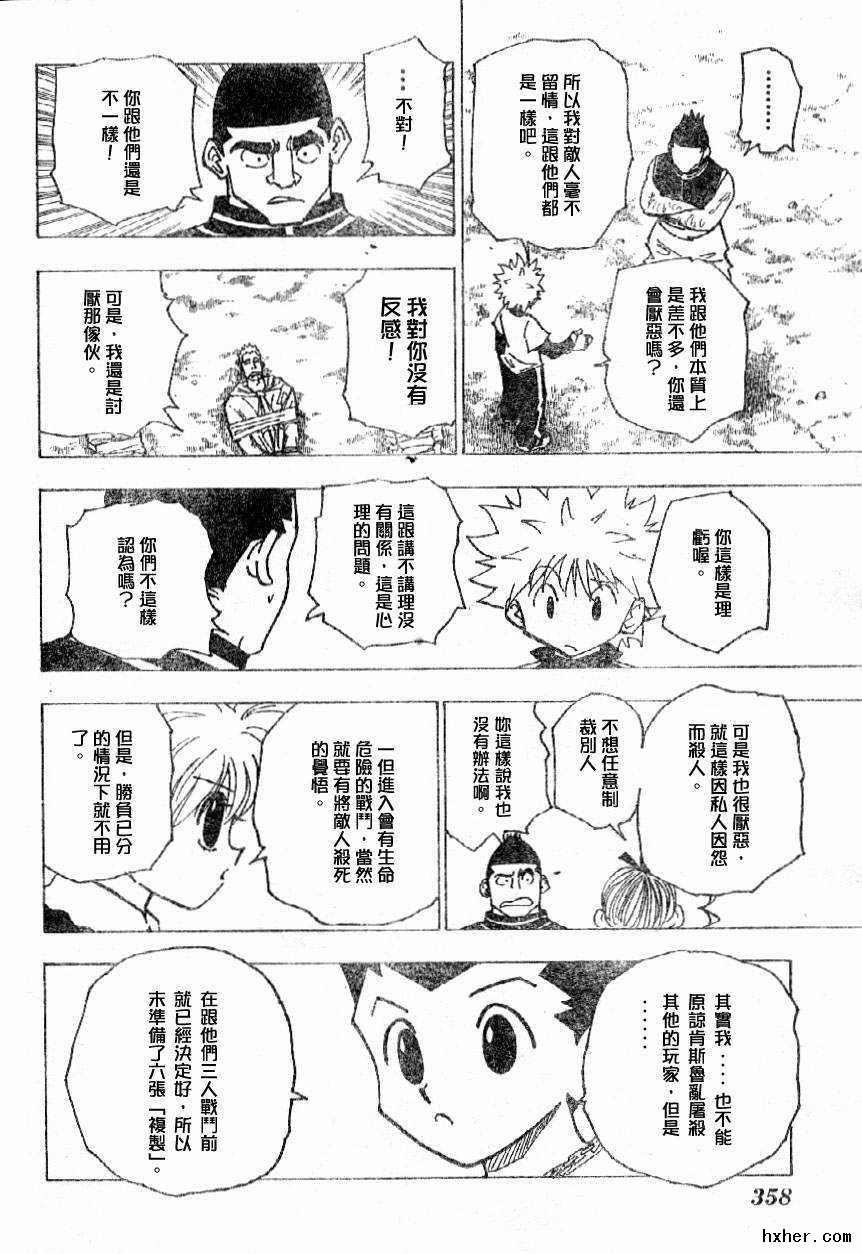 ………
所以我對敵人毫不
留情，這跟他們都
是一樣吧。
我跟他們本質上
是差不多，你還
會厭惡嗎？
…不對！
你跟他們還是
不一樣！
我對你沒有
反感！
可是，我還是討
厭那傢伙。
你這樣是理
虧喔。
這跟講不講理沒
有關係，這是心
理的問題。
你們不這樣
認為嗎？
可是我也很厭惡，
就這樣因私人因怨
而殺人。
不想任意制
裁別人
妳這樣說我也
沒有辦法啊。
一但進入會有生命
危險的戰鬥，當然
就要有將敵人殺死
的覺悟。
但是，勝負已分
的情況下就不用
了。
其實我....也不能
原諒肯斯魯亂屠殺
其他的玩家，但是
......
在跟他們三人戰鬥前
就已經決定好，所以
末準備了六張「複製」。
358
hxher.com